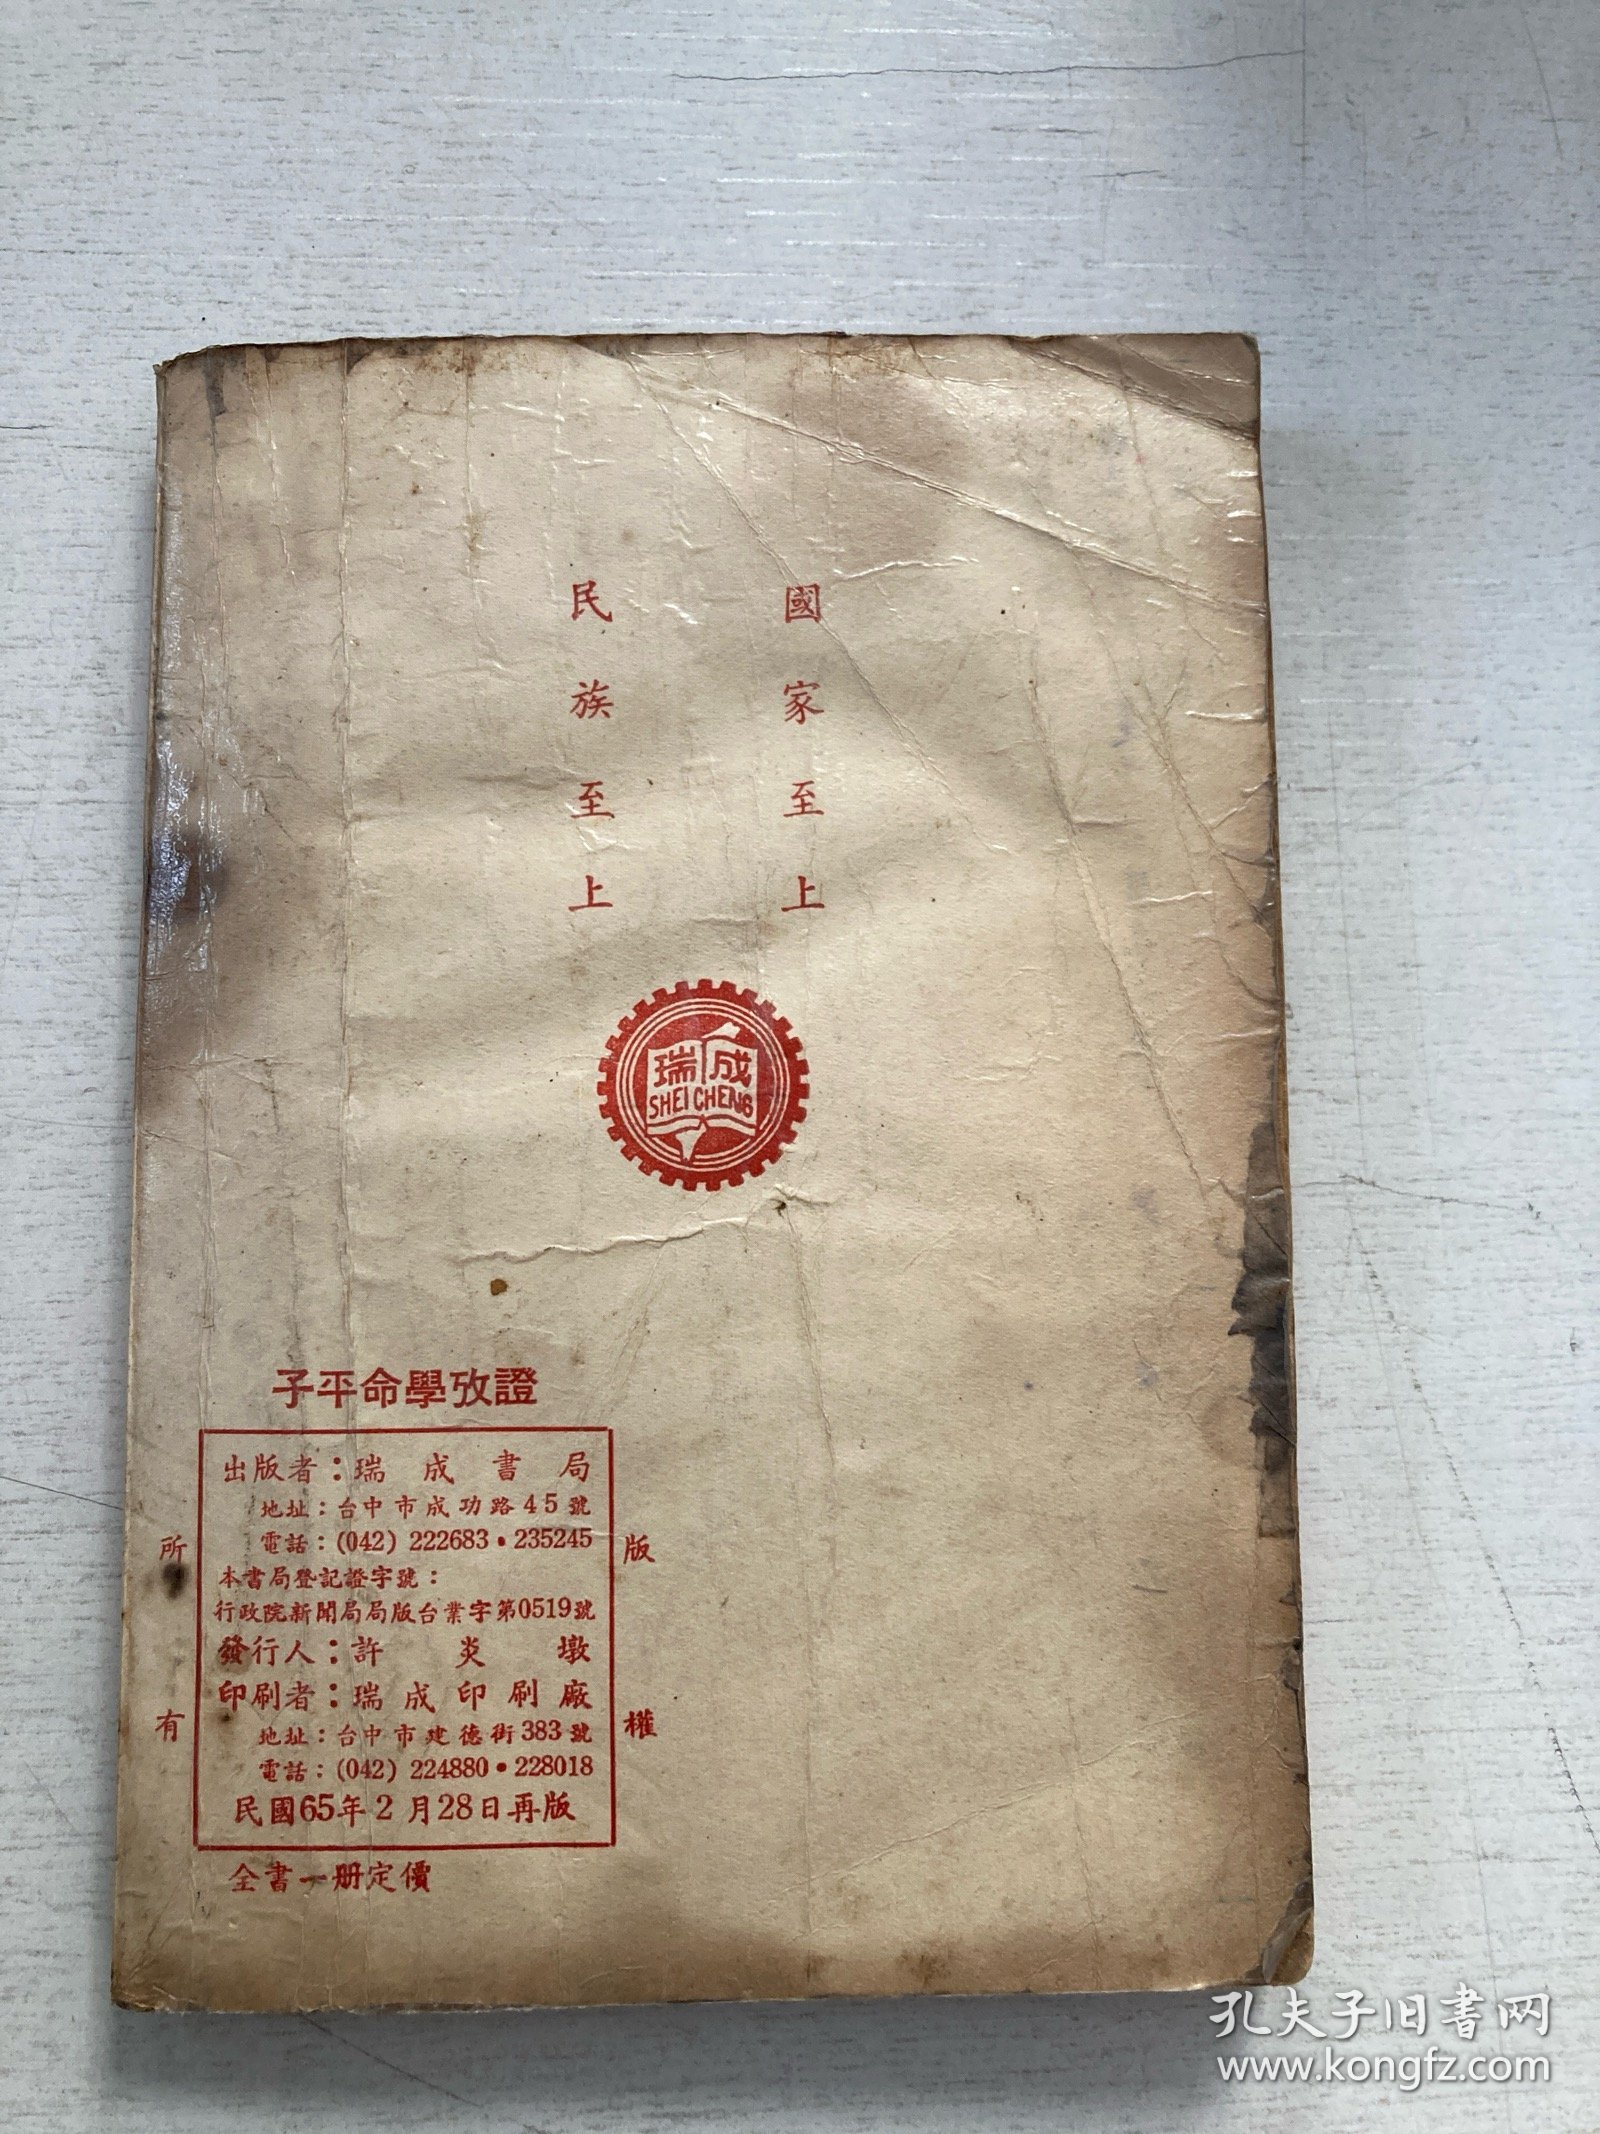 國家至上
民族至上
瑞成
SHEI CHENG
子平命學攷證
出版者：瑞成書局
地址：台中市成功路45號
電話：(042) 222683・235245
本書局登記證字號：
行政院新聞局局版台業字第0519號
發行人：許炎墩
印刷者：瑞成印刷廠
地址：台中市建德街383號
電話：(042) 224880・228018
民國65年2月28日再版
版權
所有
全書一册定價
孔夫子旧書网
www.kongfz.com